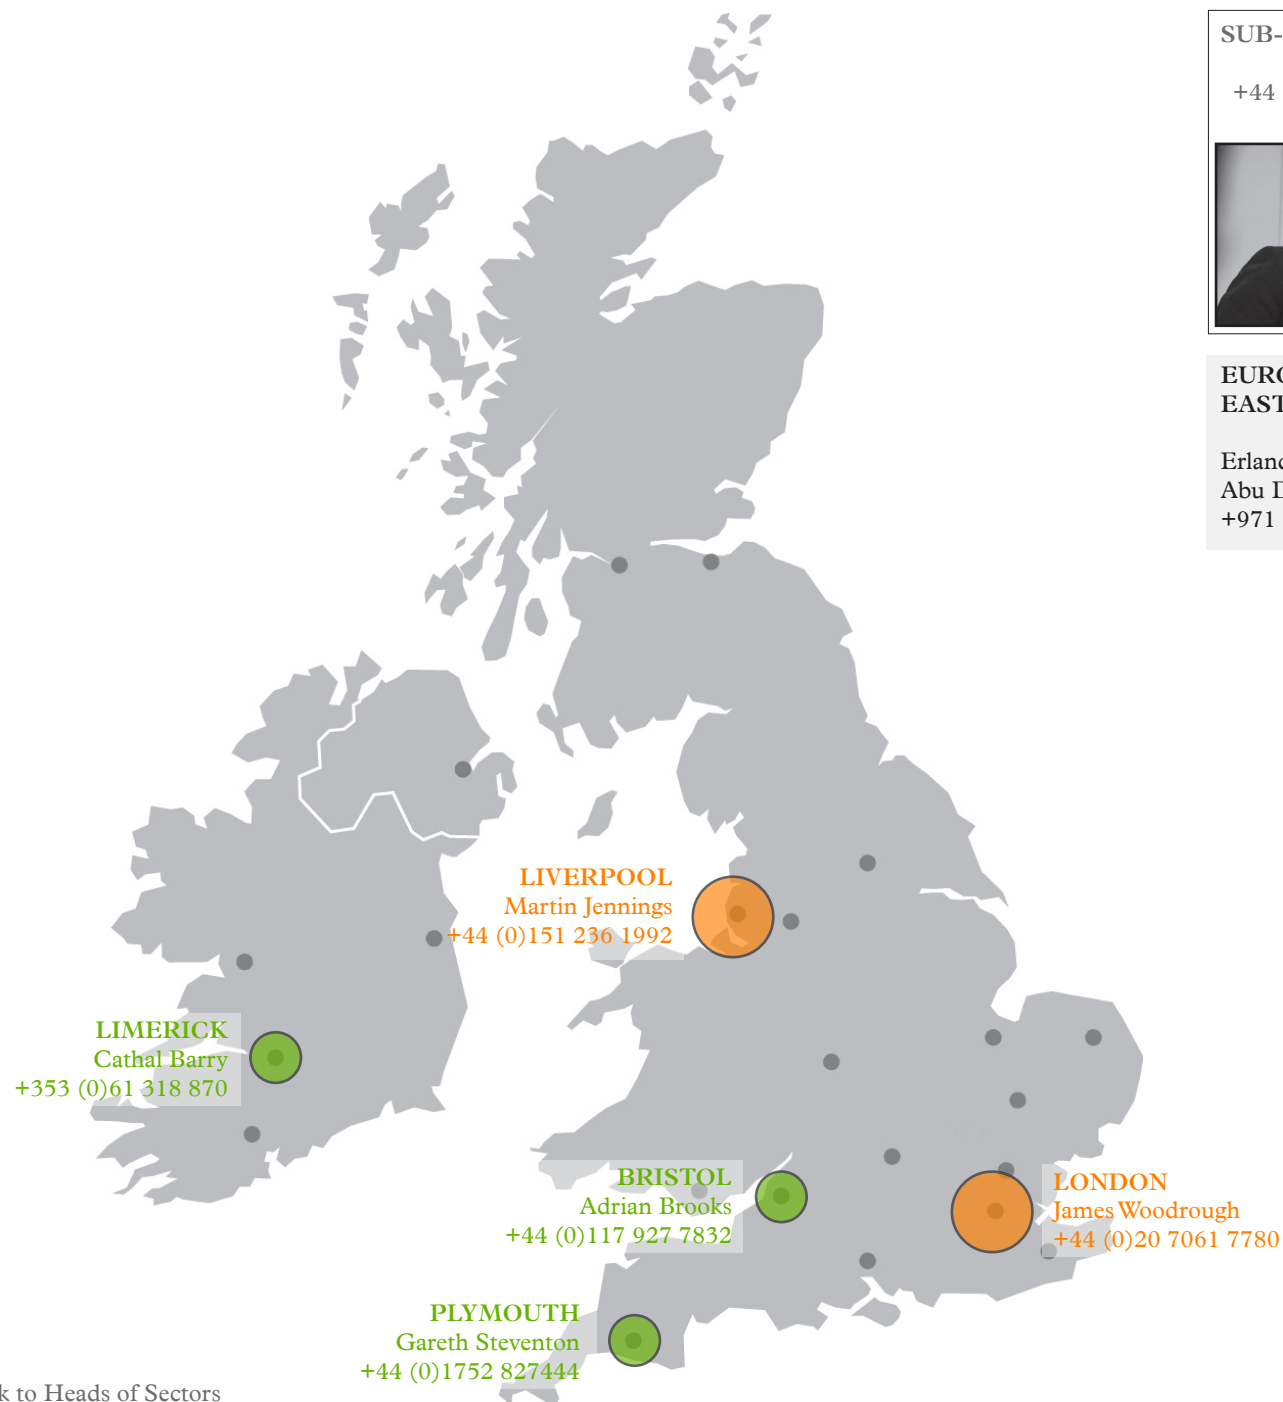 SUB-
+44
EURO
EAST
Erland
Abu D
+971
LIVERPOOL
Martin Jennings
+44 (0)151 236 1992
LIMERICK
Cathal Barry
+353 (0)61 318 870
BRISTOL
Adrian Brooks
+44 (0)117 927 7832
LONDON
James Woodrough
+44 (0)20 7061 7780
PLYMOUTH
Gareth Steventon
+44 (0)1752 827444
k to Heads of Sectors